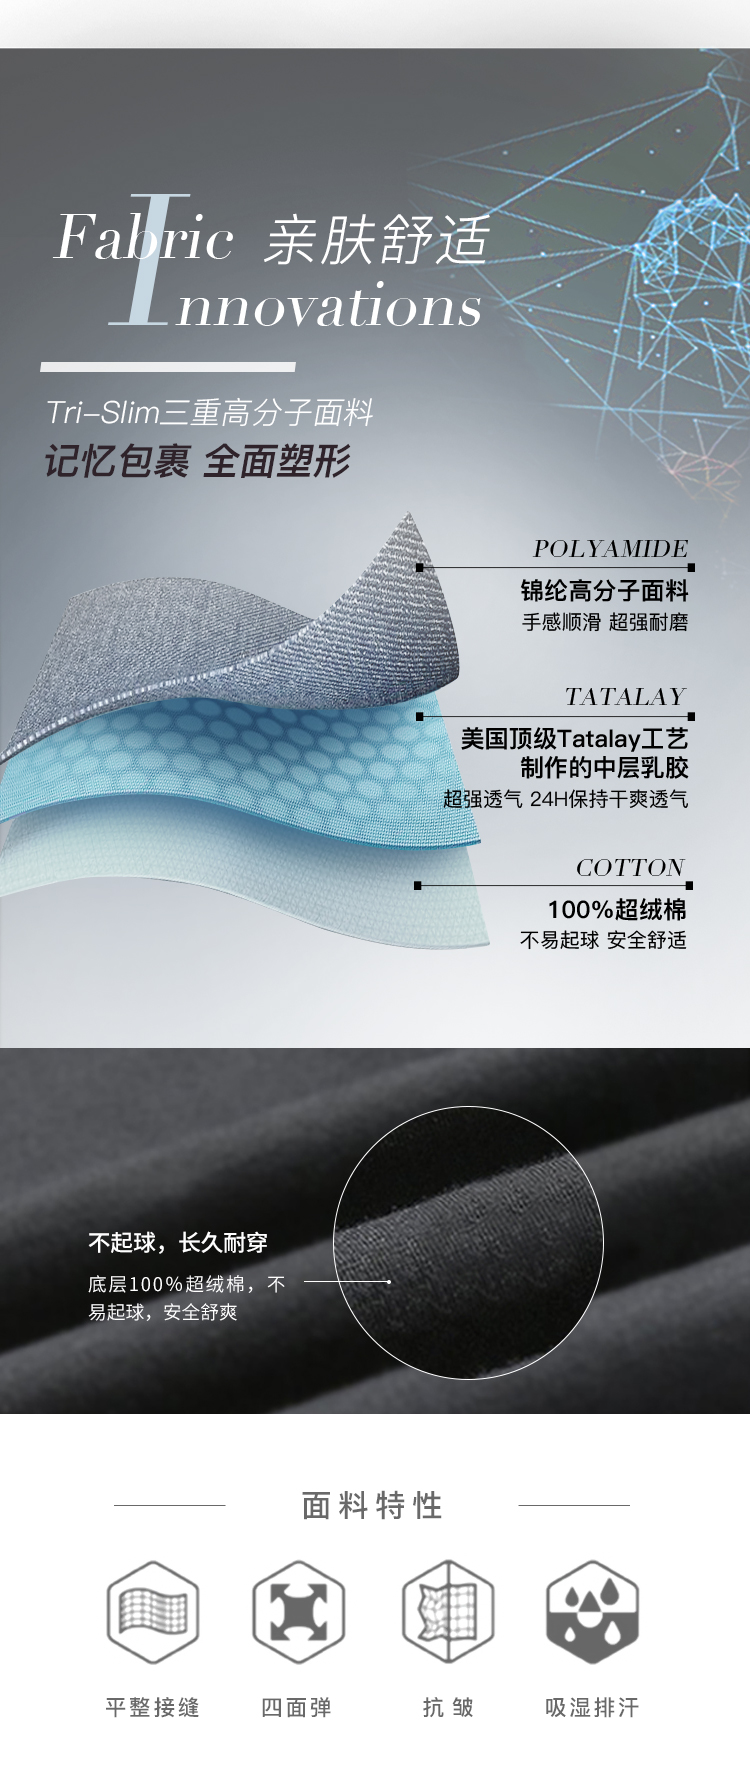 Fabric 亲肤舒适
Innovations
Tri-Slim三重高分子面料
记忆包裹 全面塑形
POLYAMIDE
锦纶高分子面料
手感顺滑 超强耐磨
TATALAY
美国顶级Tatalay工艺
制作的中层乳胶
超强透气 24H保持干爽透气
COTTON
100%超绒棉
不易起球 安全舒适
不起球，长久耐穿
底层100%超绒棉，不
易起球，安全舒爽
面料特性
平整接缝
四面弹
抗 皱
吸湿排汗